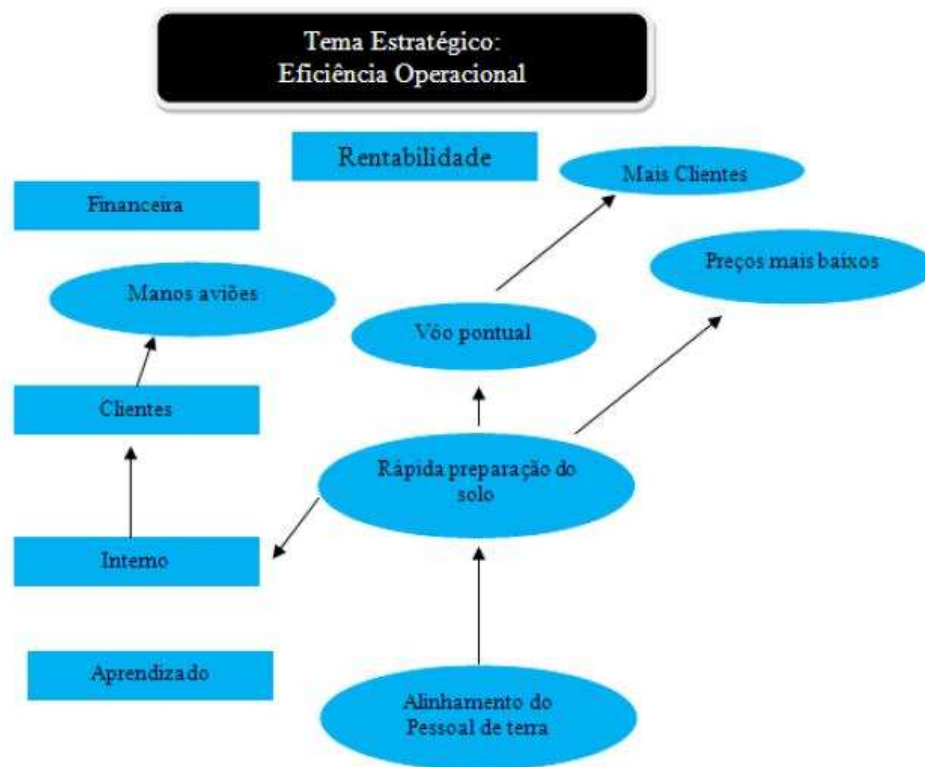 Tema Estratégico:
Eficiência Operacional
Rentabilidade
Mais Clientes
Financeira
Preços mais baixos
Manos aviões
Vôo pontual
Clientes
Rápida preparação do
solo
Interno
Aprendizado
Alinhamento do
Pessoal de terra